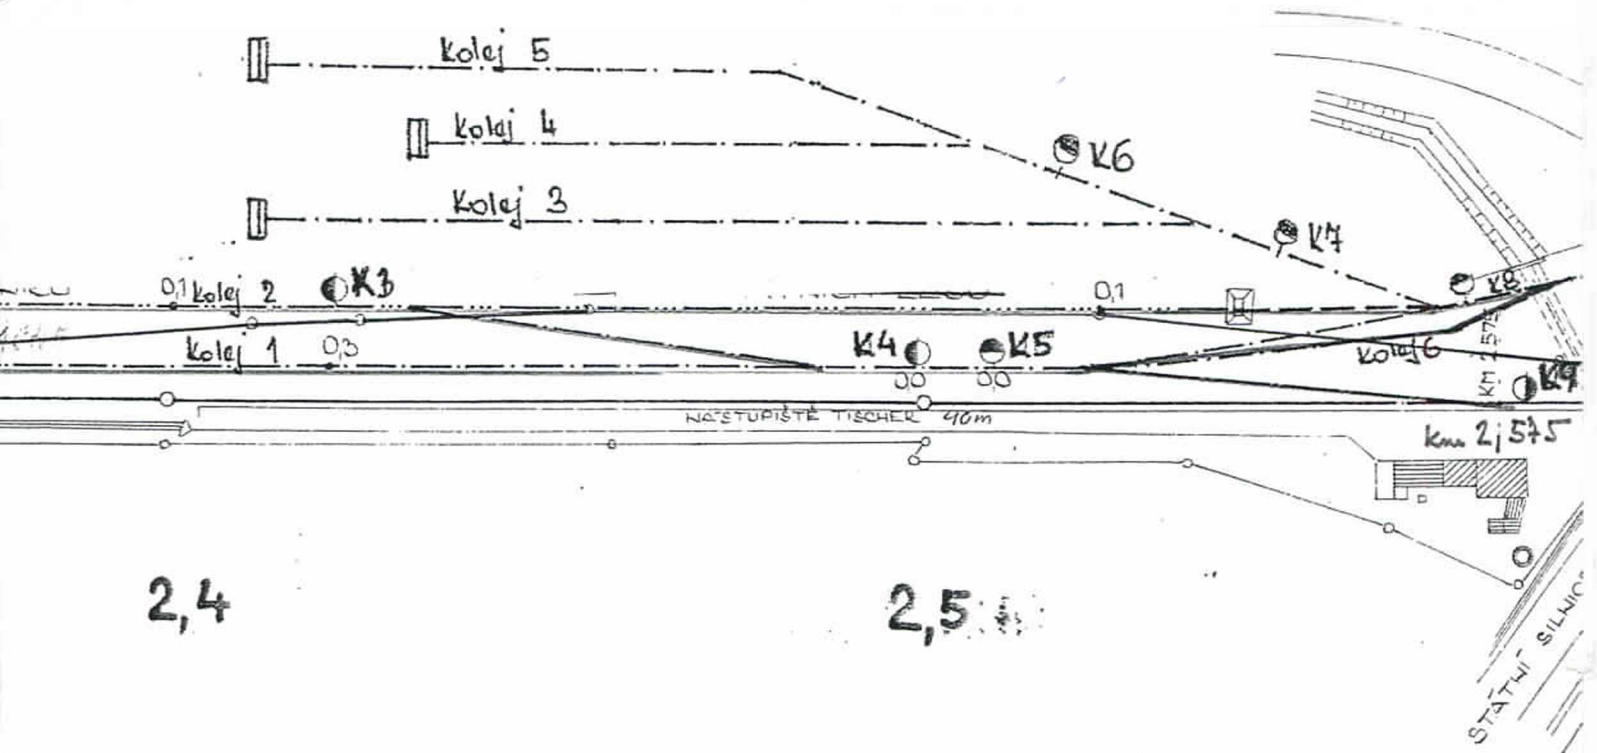 Kolej 5
Kolej 4
K6
Kolej 3
K7
0,1 Kolej 2
K3
0,1
K8
Kolej 1
0,3
K4
K5
0,0
0,0
Kolej 6
KM 2.575
K9
NÁSTUPIŠTĚ TISCHER 90m
km 2,575
2,4
2,5
STÁTNÍ SILNIC